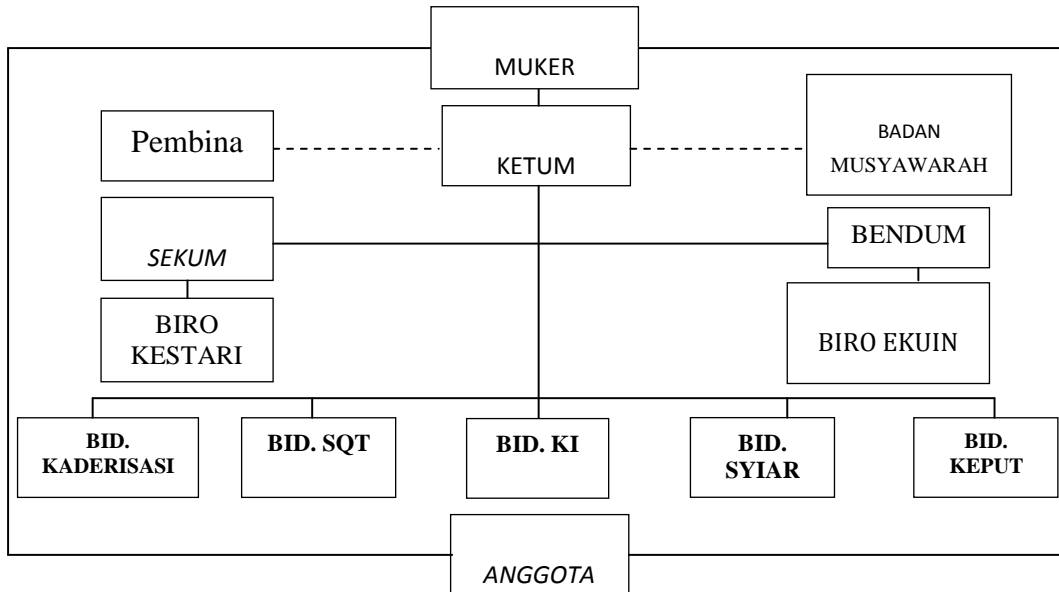 MUKER
Pembina
KETUM
BADAN
MUSYAWARAH
SEKUM
BENDUM
BIRO
KESTARI
BIRO EKUIN
BID.
KADERISASI
BID. SQT
BID. KI
BID.
SYIAR
BID.
KEPUT
ANGGOTA